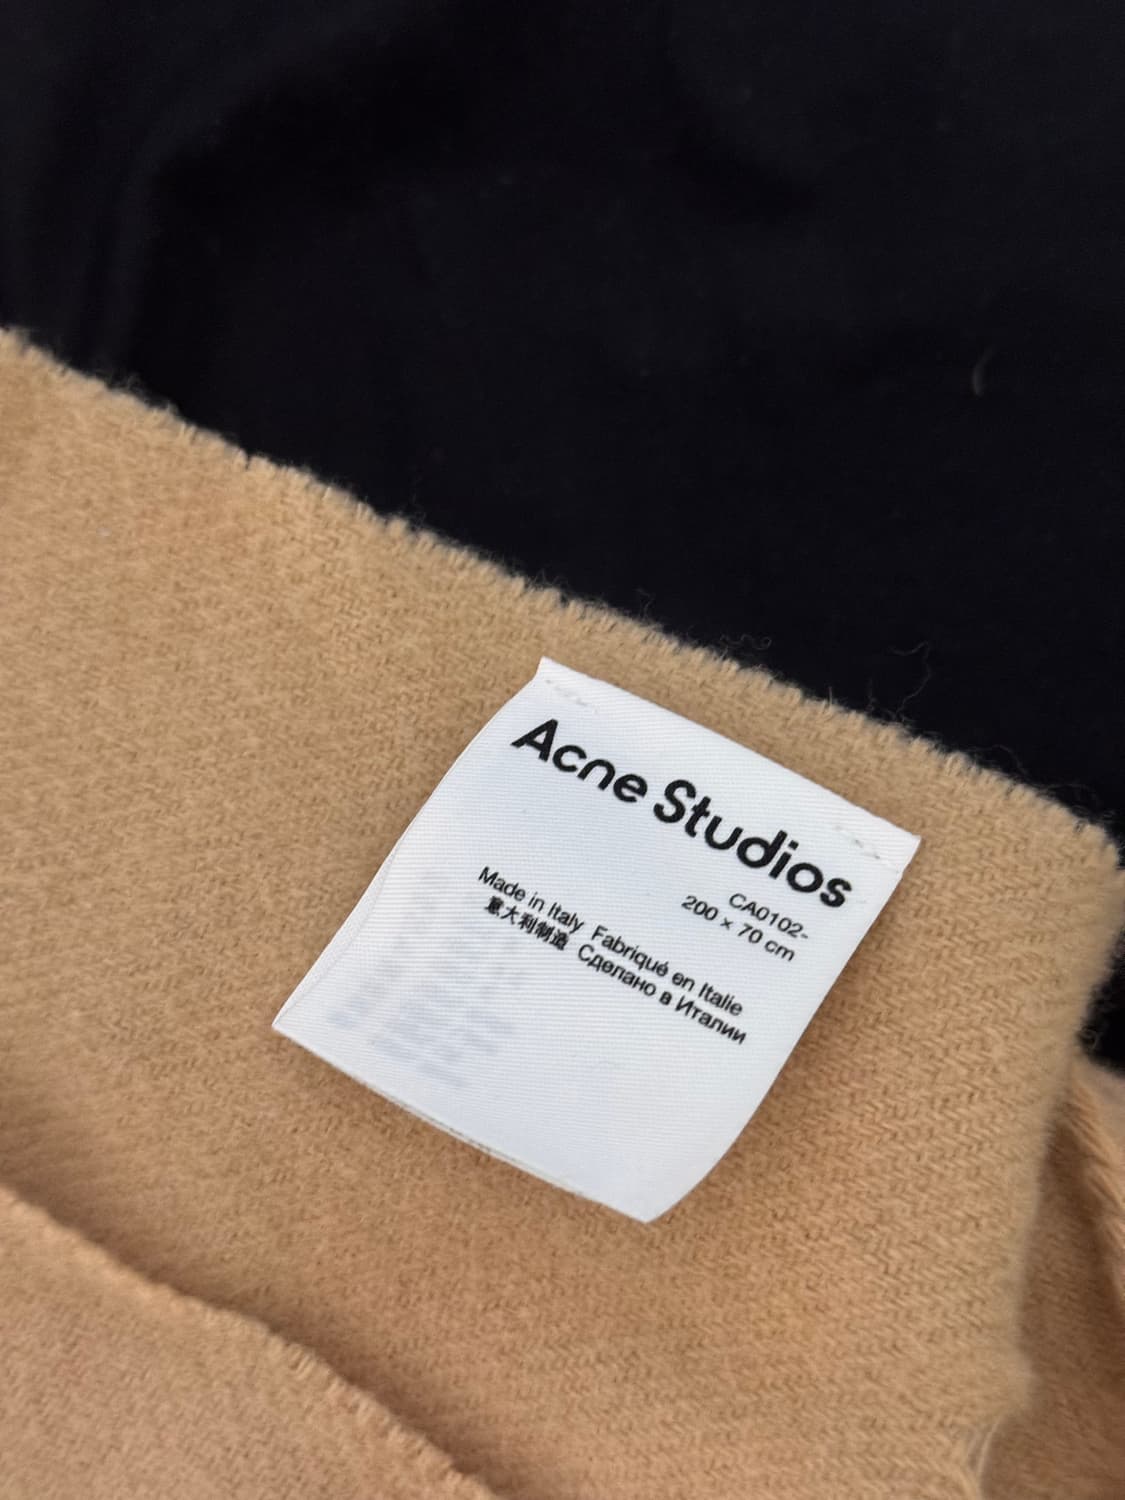 Acne Studios
CA0102-
200 × 70 cm
Made in Italy Fabriqué en Italie
意大利制造 Сделано в Италии